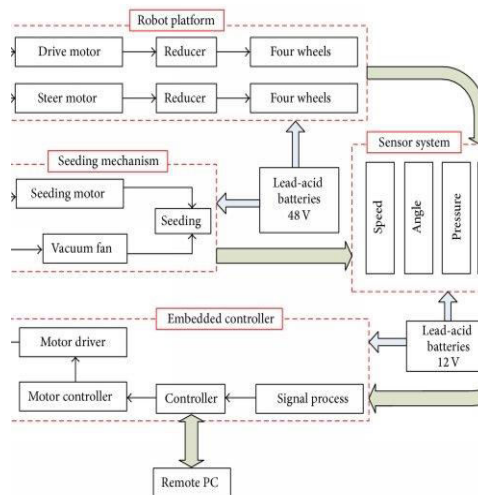 Robot platform
Drive motor
Reducer
Four wheels
Steer motor
Reducer
Four wheels
Sensor system
Speed
Angle
Pressure
Seeding mechanism
Seeding motor
Seeding
Vacuum fan
Lead-acid
batteries
48 V
Embedded controller
Motor driver
Motor controller
Controller
Signal process
Lead-acid
batteries
12 V
Remote PC